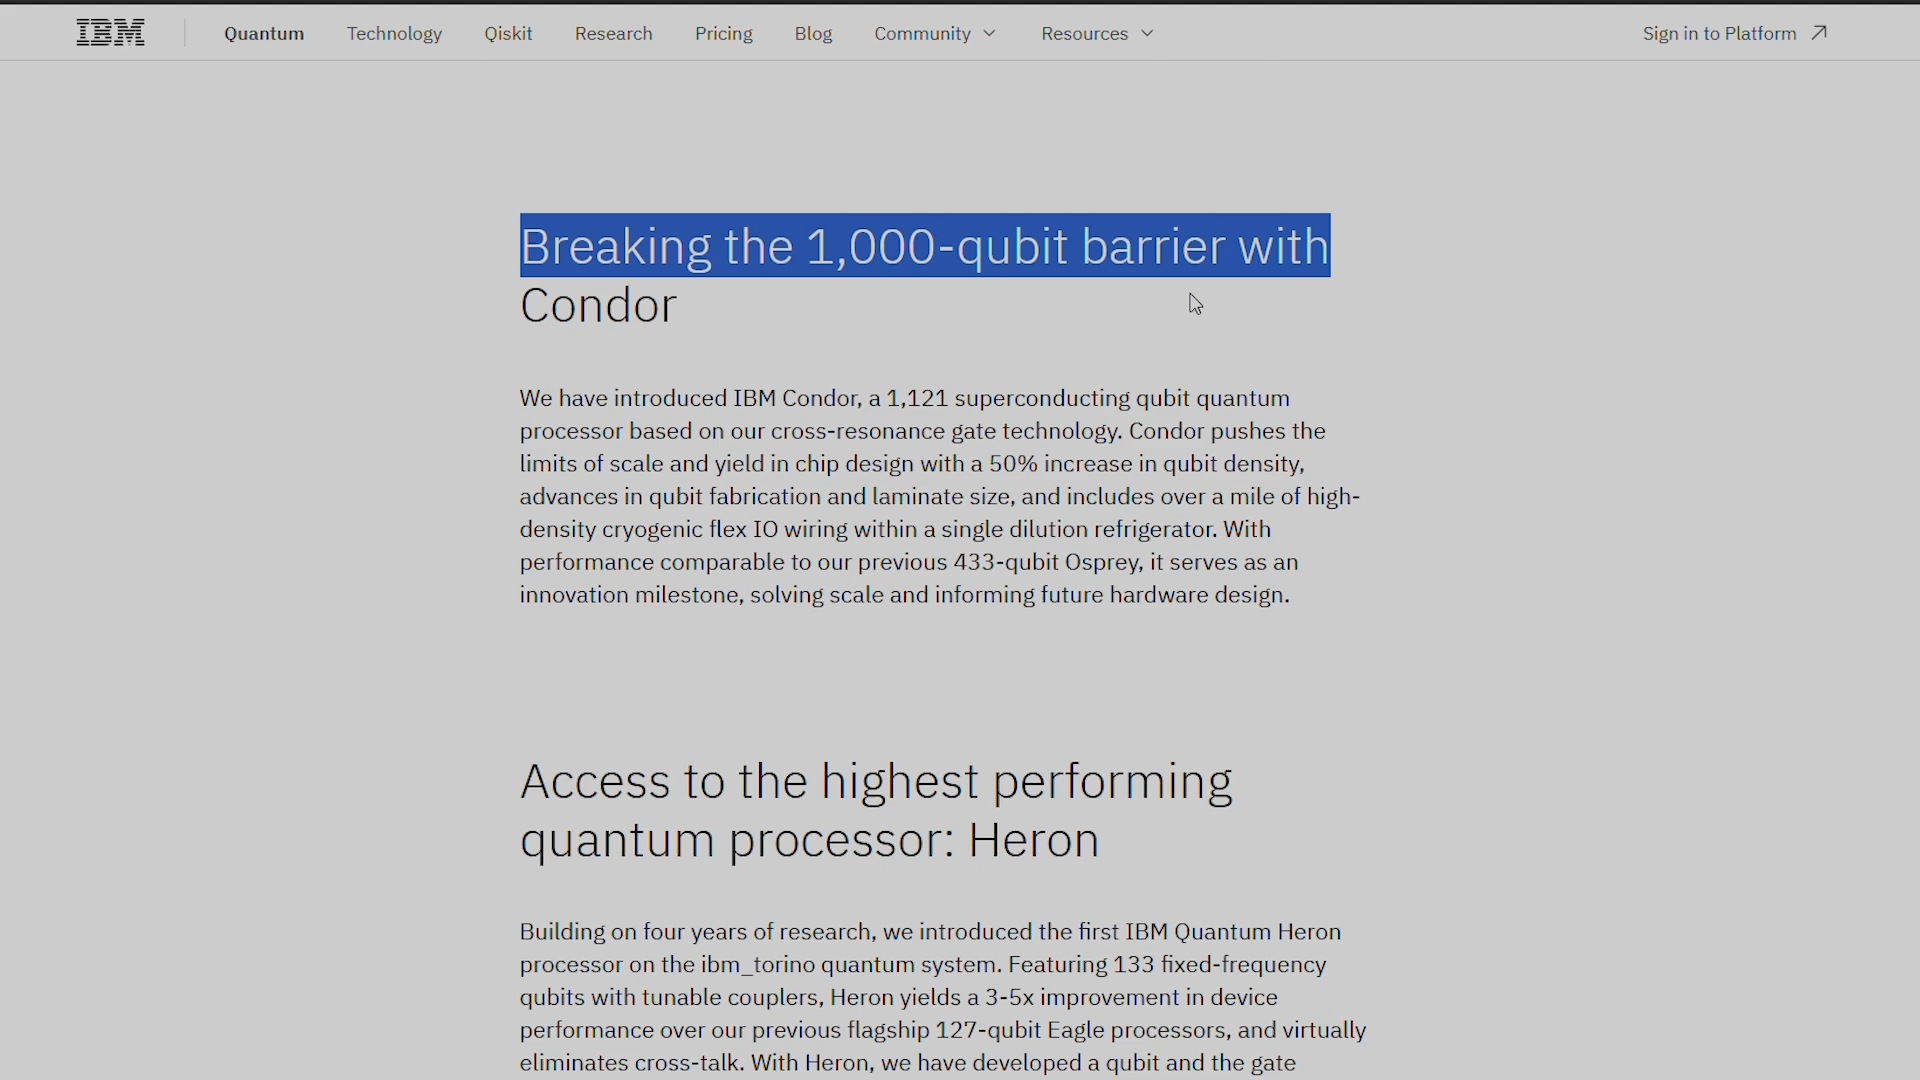 IBM Quantum Technology Qiskit Research Pricing Blog Community Resources Sign in to Platform
Breaking the 1,000-qubit barrier with
Condor
We have introduced IBM Condor, a 1,121 superconducting qubit quantum
processor based on our cross-resonance gate technology. Condor pushes the
limits of scale and yield in chip design with a 50% increase in qubit density,
advances in qubit fabrication and laminate size, and includes over a mile of high-
density cryogenic flex IO wiring within a single dilution refrigerator. With
performance comparable to our previous 433-qubit Osprey, it serves as an
innovation milestone, solving scale and informing future hardware design.
Access to the highest performing
quantum processor: Heron
Building on four years of research, we introduced the first IBM Quantum Heron
processor on the ibm_torino quantum system. Featuring 133 fixed-frequency
qubits with tunable couplers, Heron yields a 3-5x improvement in device
performance over our previous flagship 127-qubit Eagle processors, and virtually
eliminates cross-talk. With Heron, we have developed a qubit and the gate